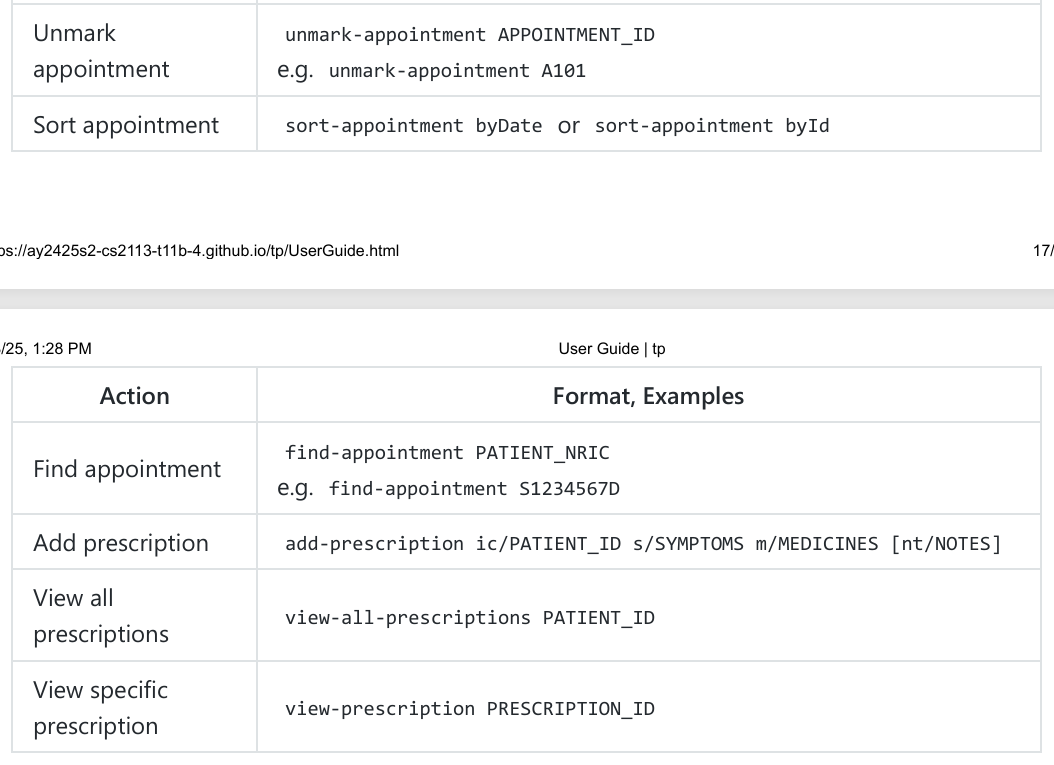 Unmark
appointment
unmark-appointment APPOINTMENT_ID
e.g. unmark-appointment A101
Sort appointment
sort-appointment byDate or sort-appointment byId
os://ay2425s2-cs2113-t11b-4.github.io/tp/UserGuide.html
17/
/25, 1:28 PM
User Guide | tp
Action
Format, Examples
Find appointment
find-appointment PATIENT_NRIC
e.g. find-appointment S1234567D
Add prescription
add-prescription ic/PATIENT_ID s/SYMPTOMS m/MEDICINES [nt/NOTES]
View all
prescriptions
view-all-prescriptions PATIENT_ID
View specific
prescription
view-prescription PRESCRIPTION_ID